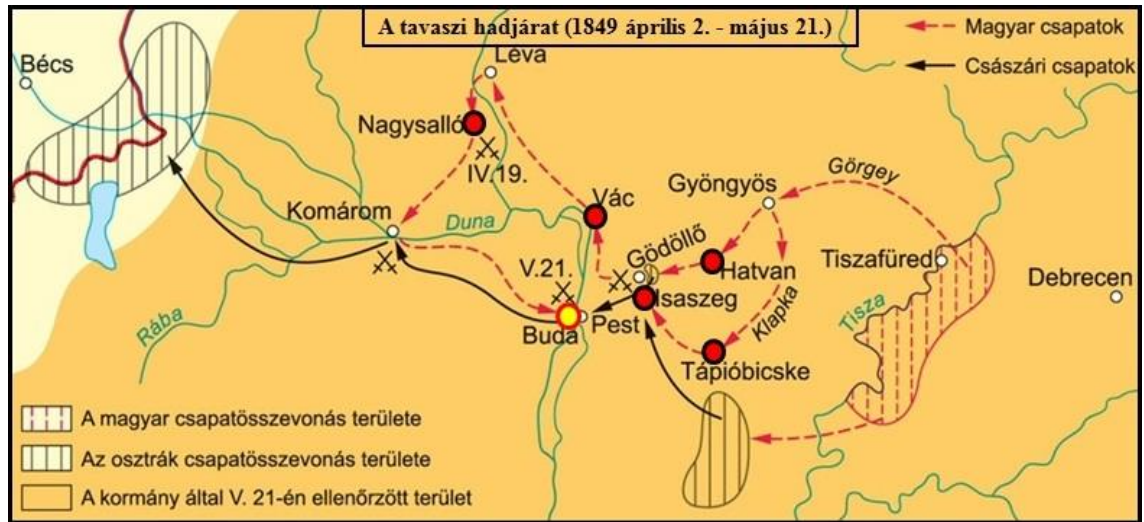 A tavaszi hadjárat (1849 április 2. - május 21.)
Magyar csapatok
Császári csapatok
Bécs
Léva
Nagysalló
IV.19.
Komárom
Duna
Vác
Gyöngyös
Görgey
Gödöllő
Hatvan
Tiszafüred
Debrecen
V.21.
Isaszeg
Klapka
Tisza
Rába
Buda
Pest
Tápióbicske
A magyar csapatösszevonás területe
Az osztrák csapatösszevonás területe
A kormány által V. 21-én ellenőrzött terület